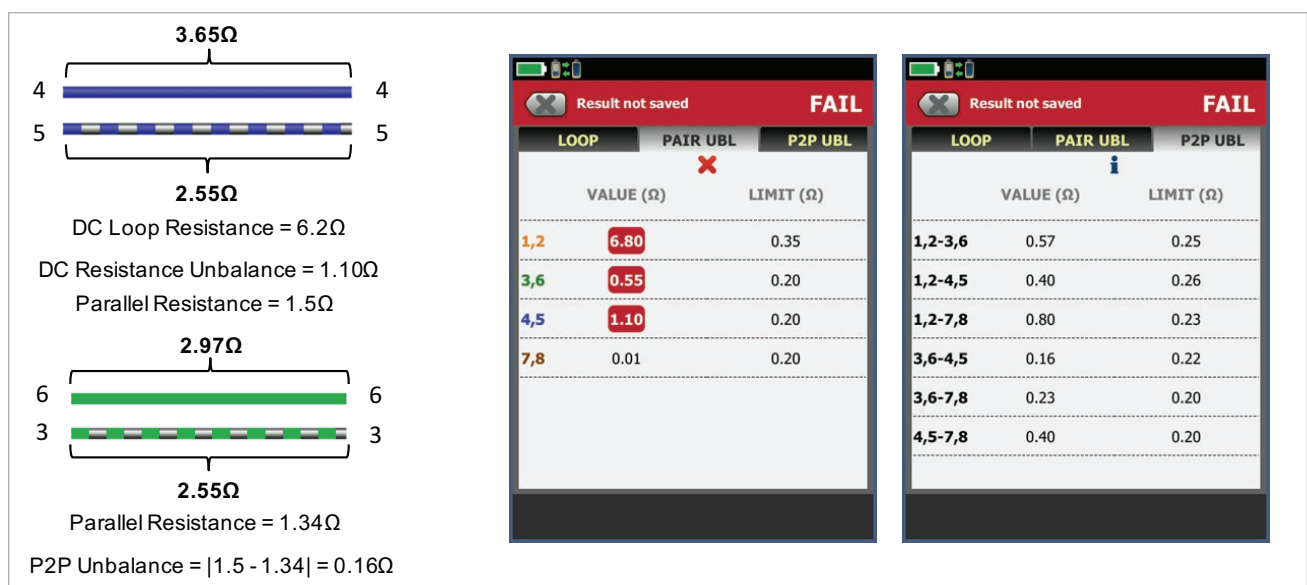 3.65Ω
4 4
5 5
2.55Ω
DC Loop Resistance = 6.2Ω
DC Resistance Unbalance = 1.10Ω
Parallel Resistance = 1.5Ω
2.97Ω
6 6
3 3
2.55Ω
Parallel Resistance = 1.34Ω
P2P Unbalance = |1.5 - 1.34| = 0.16Ω
Result not saved FAIL
LOOP PAIR UBL P2P UBL
VALUE (Ω) LIMIT (Ω)
1,2 6.80 0.35
3,6 0.55 0.20
4,5 1.10 0.20
7,8 0.01 0.20
Result not saved FAIL
LOOP PAIR UBL P2P UBL
VALUE (Ω) LIMIT (Ω)
1,2-3,6 0.57 0.25
1,2-4,5 0.40 0.26
1,2-7,8 0.80 0.23
3,6-4,5 0.16 0.22
3,6-7,8 0.23 0.20
4,5-7,8 0.40 0.20